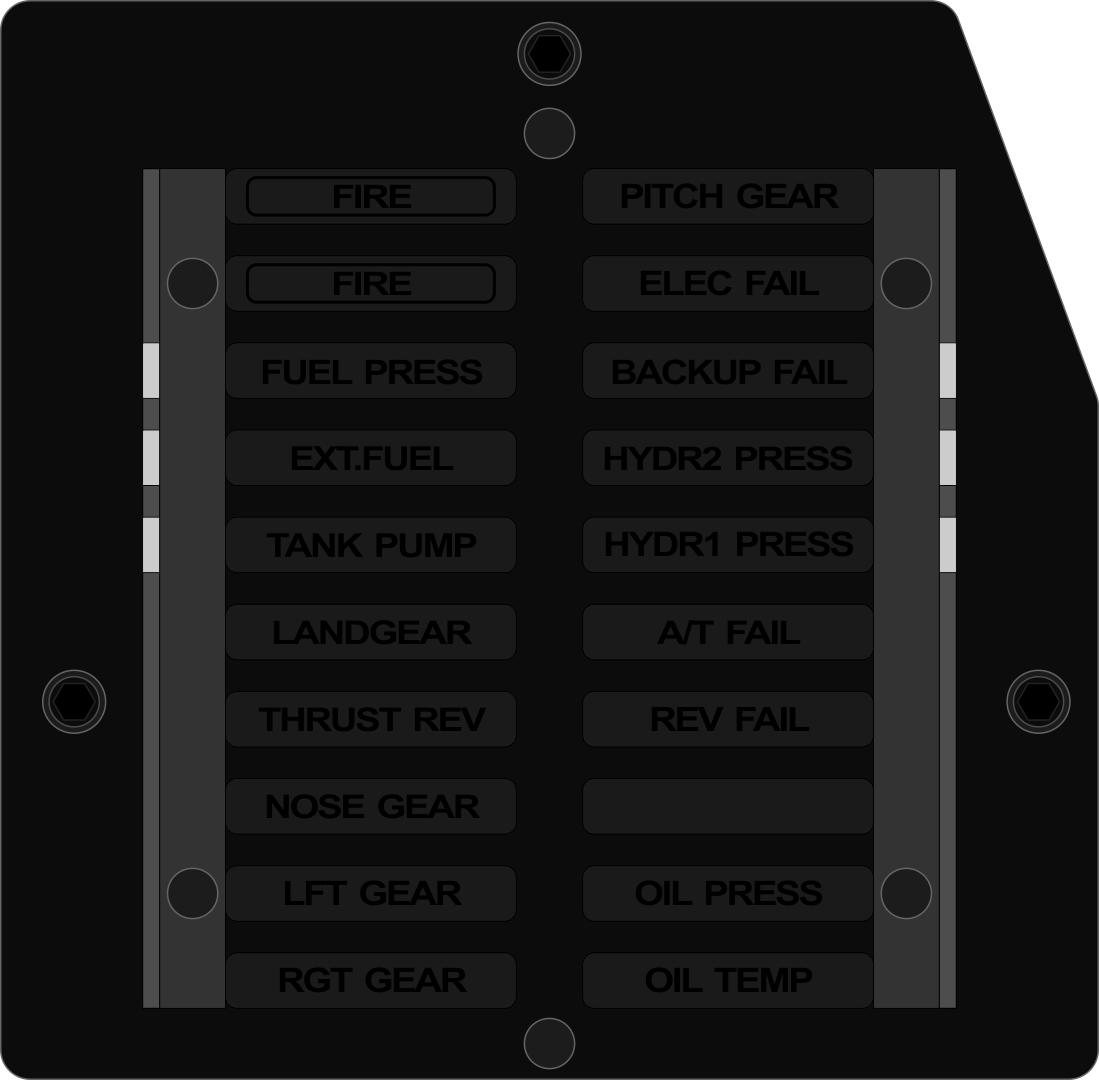 FIRE
PITCH GEAR
FIRE
ELEC FAIL
FUEL PRESS
BACKUP FAIL
EXT.FUEL
HYDR2 PRESS
TANK PUMP
HYDR1 PRESS
LANDGEAR
A/T FAIL
THRUST REV
REV FAIL
NOSE GEAR
LFT GEAR
OIL PRESS
RGT GEAR
OIL TEMP